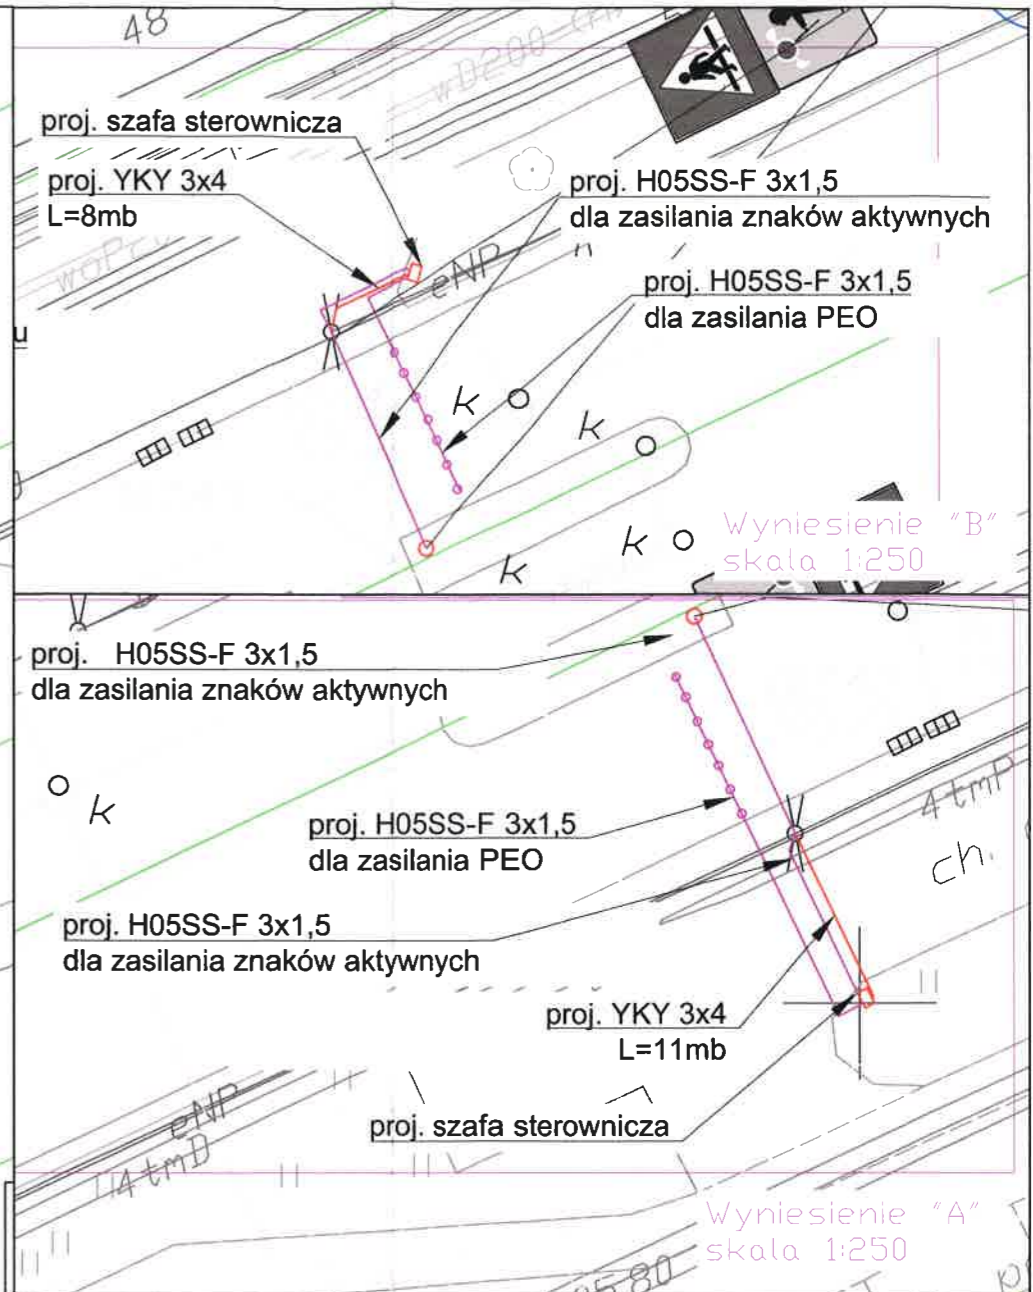 48
wD200
proj. szafa sterownicza
proj. YKY 3x4
L=8mb
proj. H05SS-F 3x1,5
dla zasilania znaków aktywnych
eNP
proj. H05SS-F 3x1,5
dla zasilania PEO
u
k
k
k
k
Wyniesienie "B"
skala 1:250
proj. H05SS-F 3x1,5
dla zasilania znaków aktywnych
k
4tmP
proj. H05SS-F 3x1,5
dla zasilania PEO
ch.
proj. H05SS-F 3x1,5
dla zasilania znaków aktywnych
proj. YKY 3x4
L=11mb
eNP
proj. szafa sterownicza
4tmD
Wyniesienie "A"
skala 1:250